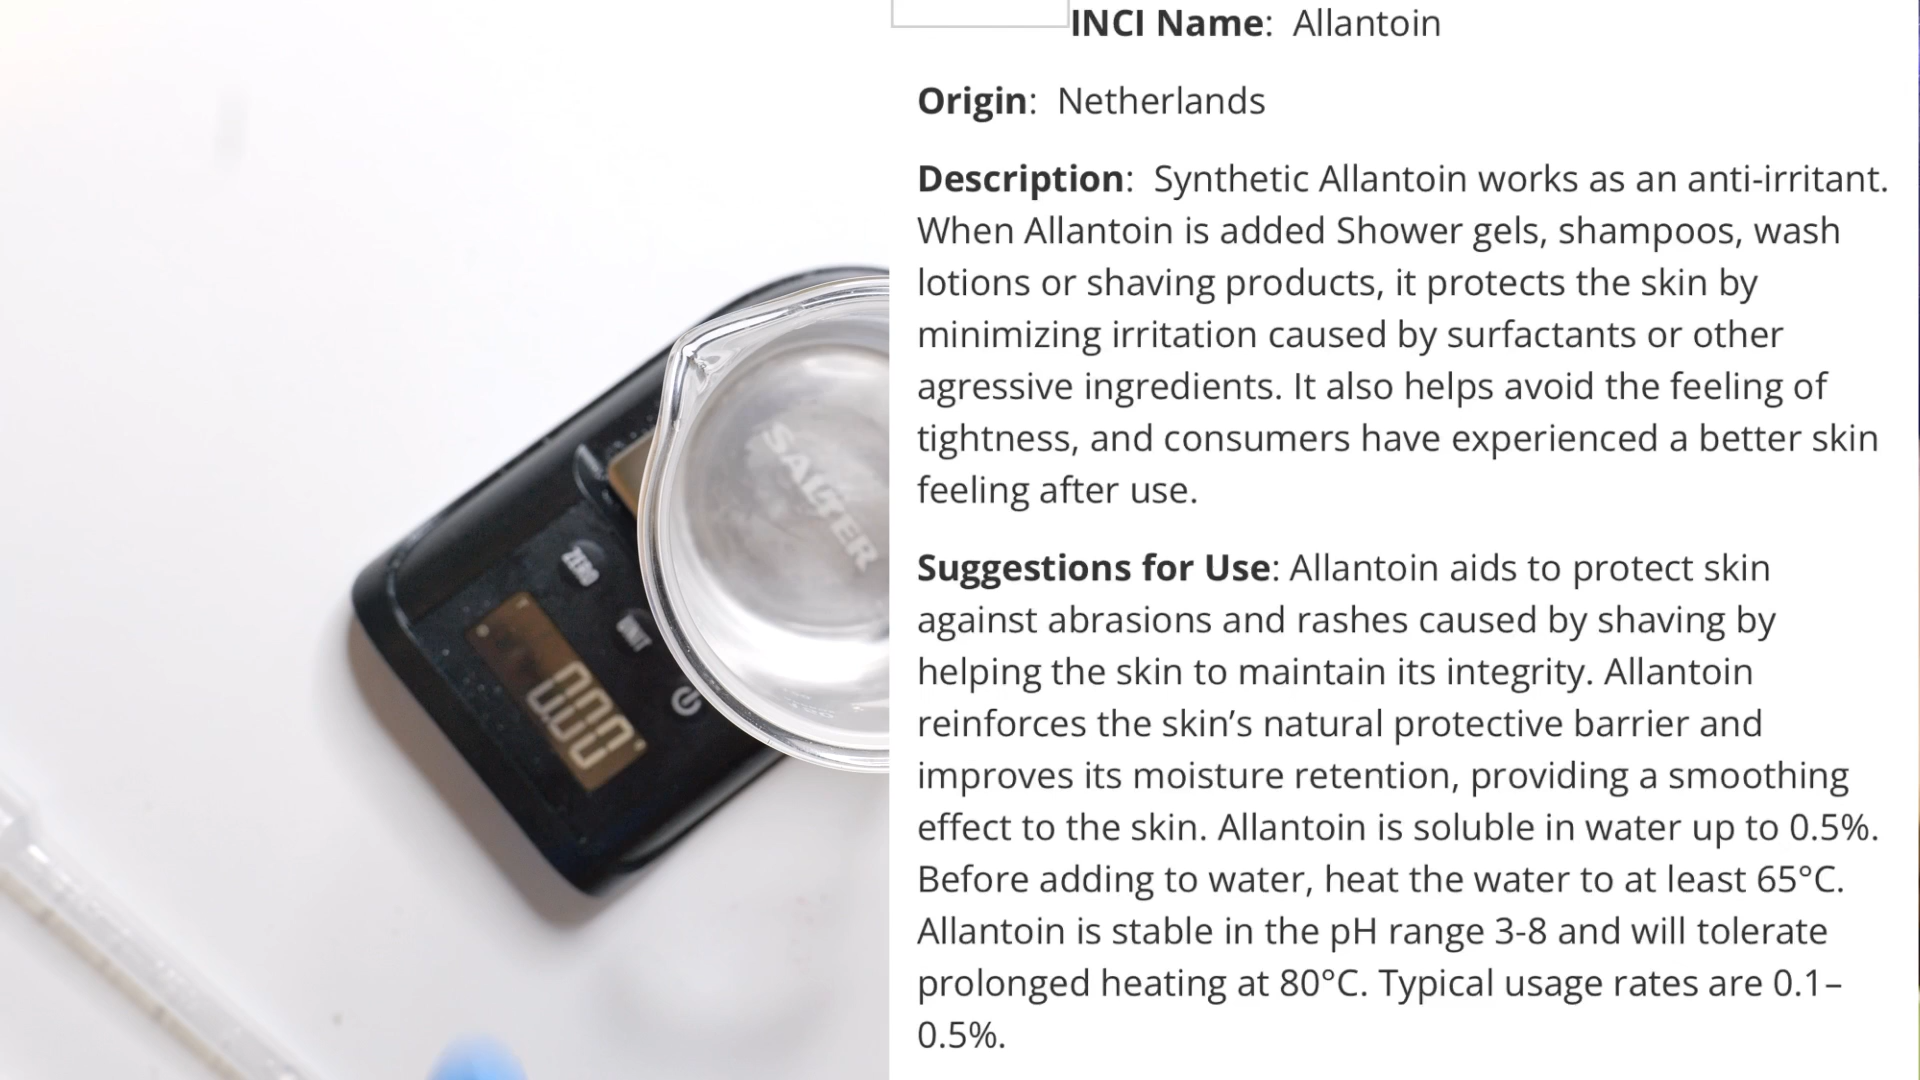 INCI Name:  Allantoin
Origin:  Netherlands
Description:  Synthetic Allantoin works as an anti-irritant.
When Allantoin is added Shower gels, shampoos, wash
lotions or shaving products, it protects the skin by
minimizing irritation caused by surfactants or other
agressive ingredients. It also helps avoid the feeling of
tightness, and consumers have experienced a better skin
feeling after use.
Suggestions for Use: Allantoin aids to protect skin
against abrasions and rashes caused by shaving by
helping the skin to maintain its integrity. Allantoin
reinforces the skin’s natural protective barrier and
improves its moisture retention, providing a smoothing
effect to the skin. Allantoin is soluble in water up to 0.5%.
Before adding to water, heat the water to at least 65°C.
Allantoin is stable in the pH range 3-8 and will tolerate
prolonged heating at 80°C. Typical usage rates are 0.1–
0.5%.
SALTER
ZERO
UNIT
0.00